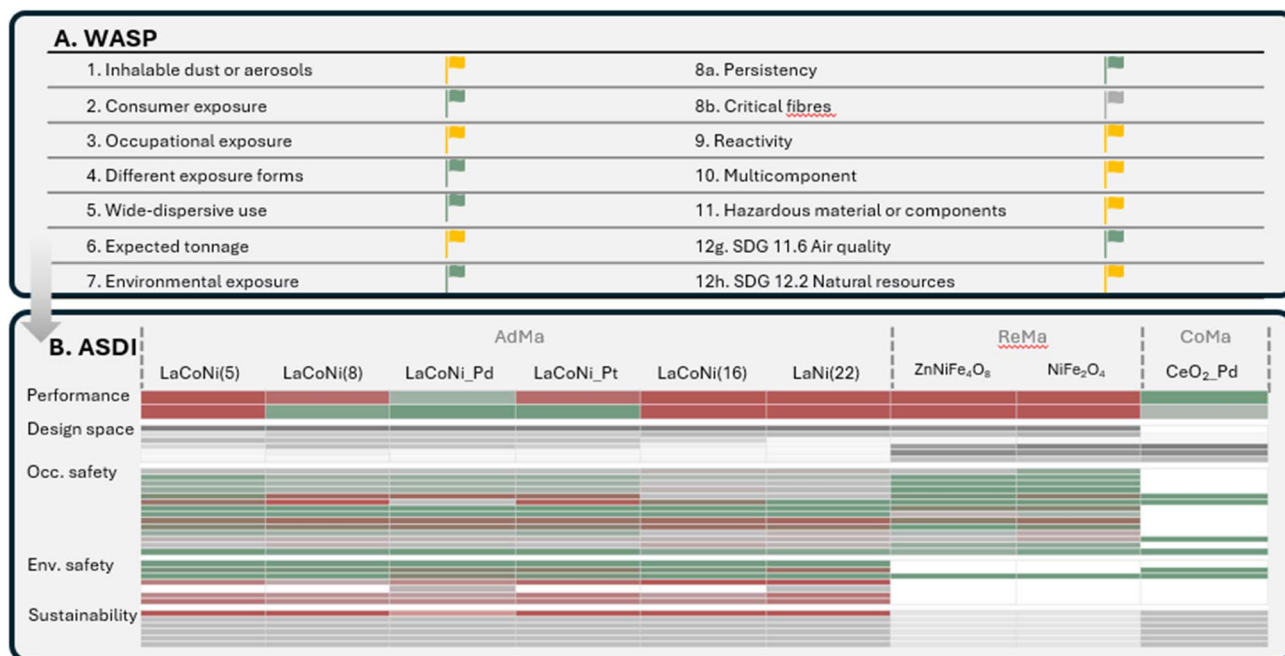 A. WASP
1. Inhalable dust or aerosols
8a. Persistency
2. Consumer exposure
8b. Critical fibres
3. Occupational exposure
9. Reactivity
4. Different exposure forms
10. Multicomponent
5. Wide-dispersive use
11. Hazardous material or components
6. Expected tonnage
12g. SDG 11.6 Air quality
7. Environmental exposure
12h. SDG 12.2 Natural resources
B. ASDI
AdMa
ReMa
CoMa
LaCoNi(5)
LaCoNi(8)
LaCoNi_Pd
LaCoNi_Pt
LaCoNi(16)
LaNi(22)
ZnNiFe₄O₈
NiFe₂O₄
CeO₂_Pd
Performance
Design space
Occ. safety
Env. safety
Sustainability